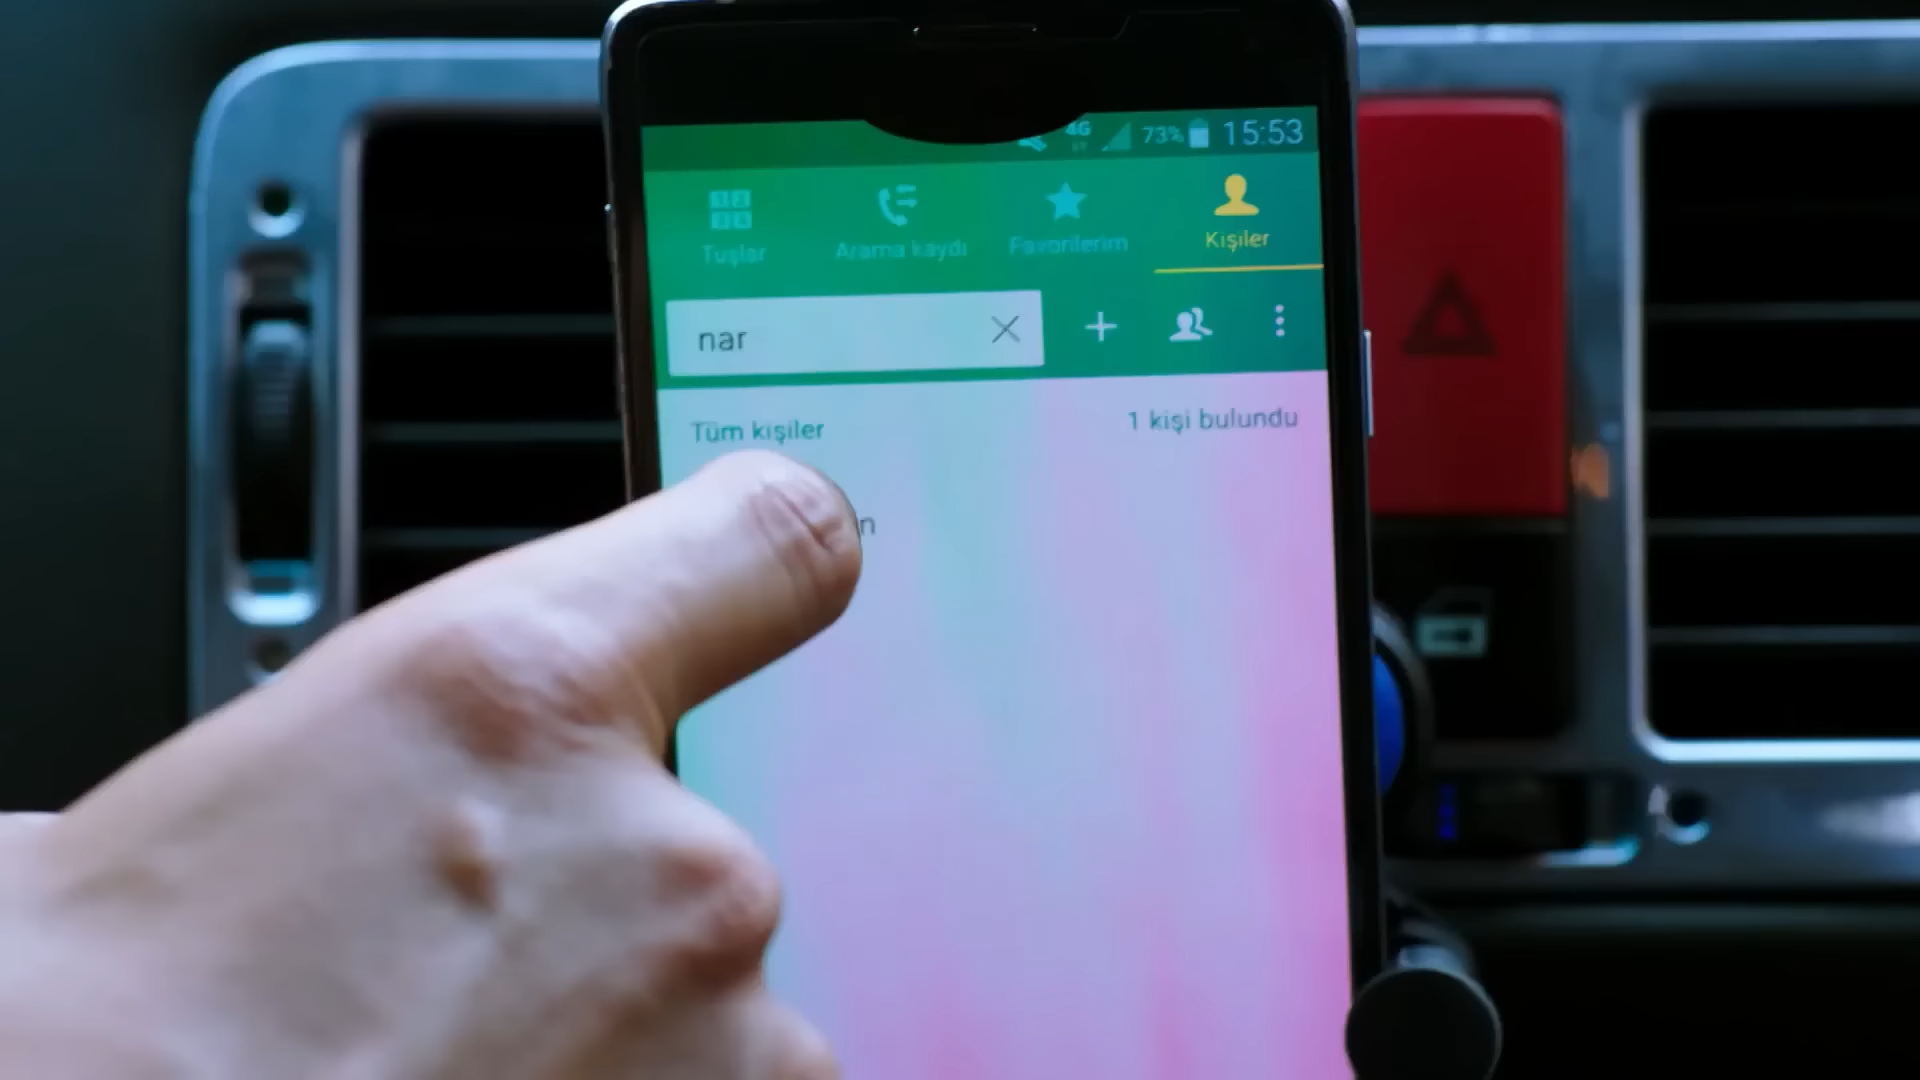 4G 73% 15:53
Tuşlar Arama kaydı Favorilerim Kişiler
nar
Tüm kişiler 1 kişi bulundu